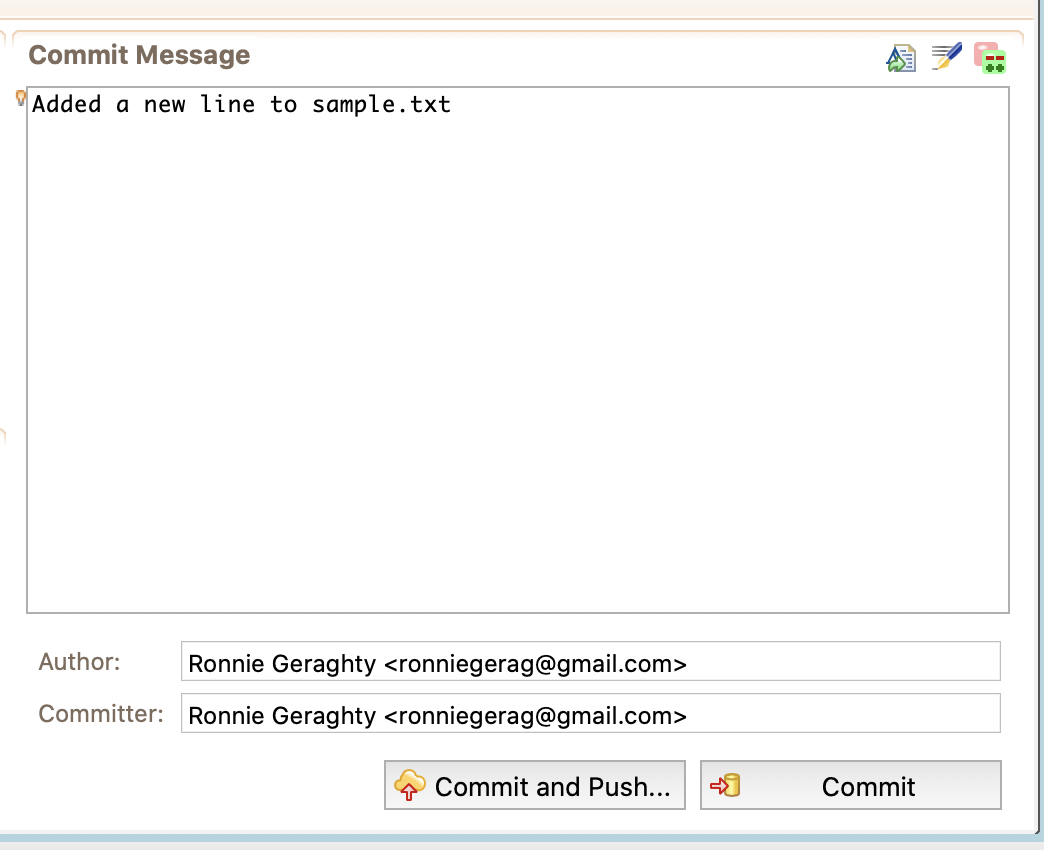 Commit Message
Added a new line to sample.txt
Author: Ronnie Geraghty <ronniegerag@gmail.com>
Committer: Ronnie Geraghty <ronniegerag@gmail.com>
Commit and Push... Commit